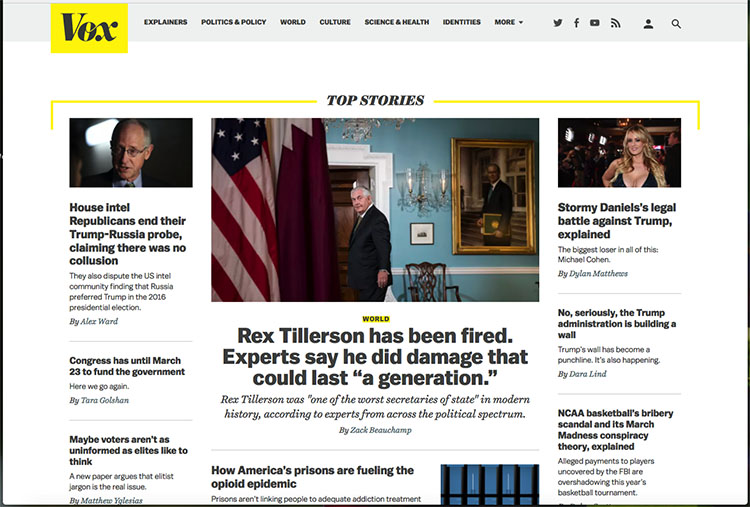 Vox
EXPLAINERS
POLITICS & POLICY
WORLD
CULTURE
SCIENCE & HEALTH
IDENTITIES
MORE
TOP STORIES
House intel
Republicans end their
Trump-Russia probe,
claiming there was no
collusion
They also dispute the US intel
community finding that Russia
preferred Trump in the 2016
presidential election.
By Alex Ward
Congress has until March
23 to fund the government
Here we go again.
By Tara Golshan
Maybe voters aren't as
uninformed as elites like to
think
A new paper argues that elitist
jargon is the real issue.
By Matthew Yglesias
WORLD
Rex Tillerson has been fired.
Experts say he did damage that
could last “a generation.”
Rex Tillerson was "one of the worst secretaries of state" in modern
history, according to experts from across the political spectrum.
By Zack Beauchamp
How America's prisons are fueling the
opioid epidemic
Prisons aren't linking people to adequate addiction treatment
Stormy Daniels's legal
battle against Trump,
explained
The biggest loser in all of this:
Michael Cohen.
By Dylan Matthews
No, seriously, the Trump
administration is building a
wall
Trump's wall has become a
punchline. It's also happening.
By Dara Lind
NCAA basketball's bribery
scandal and its March
Madness conspiracy
theory, explained
Alleged payments to players
uncovered by the FBI are
overshadowing this year's
basketball tournament.